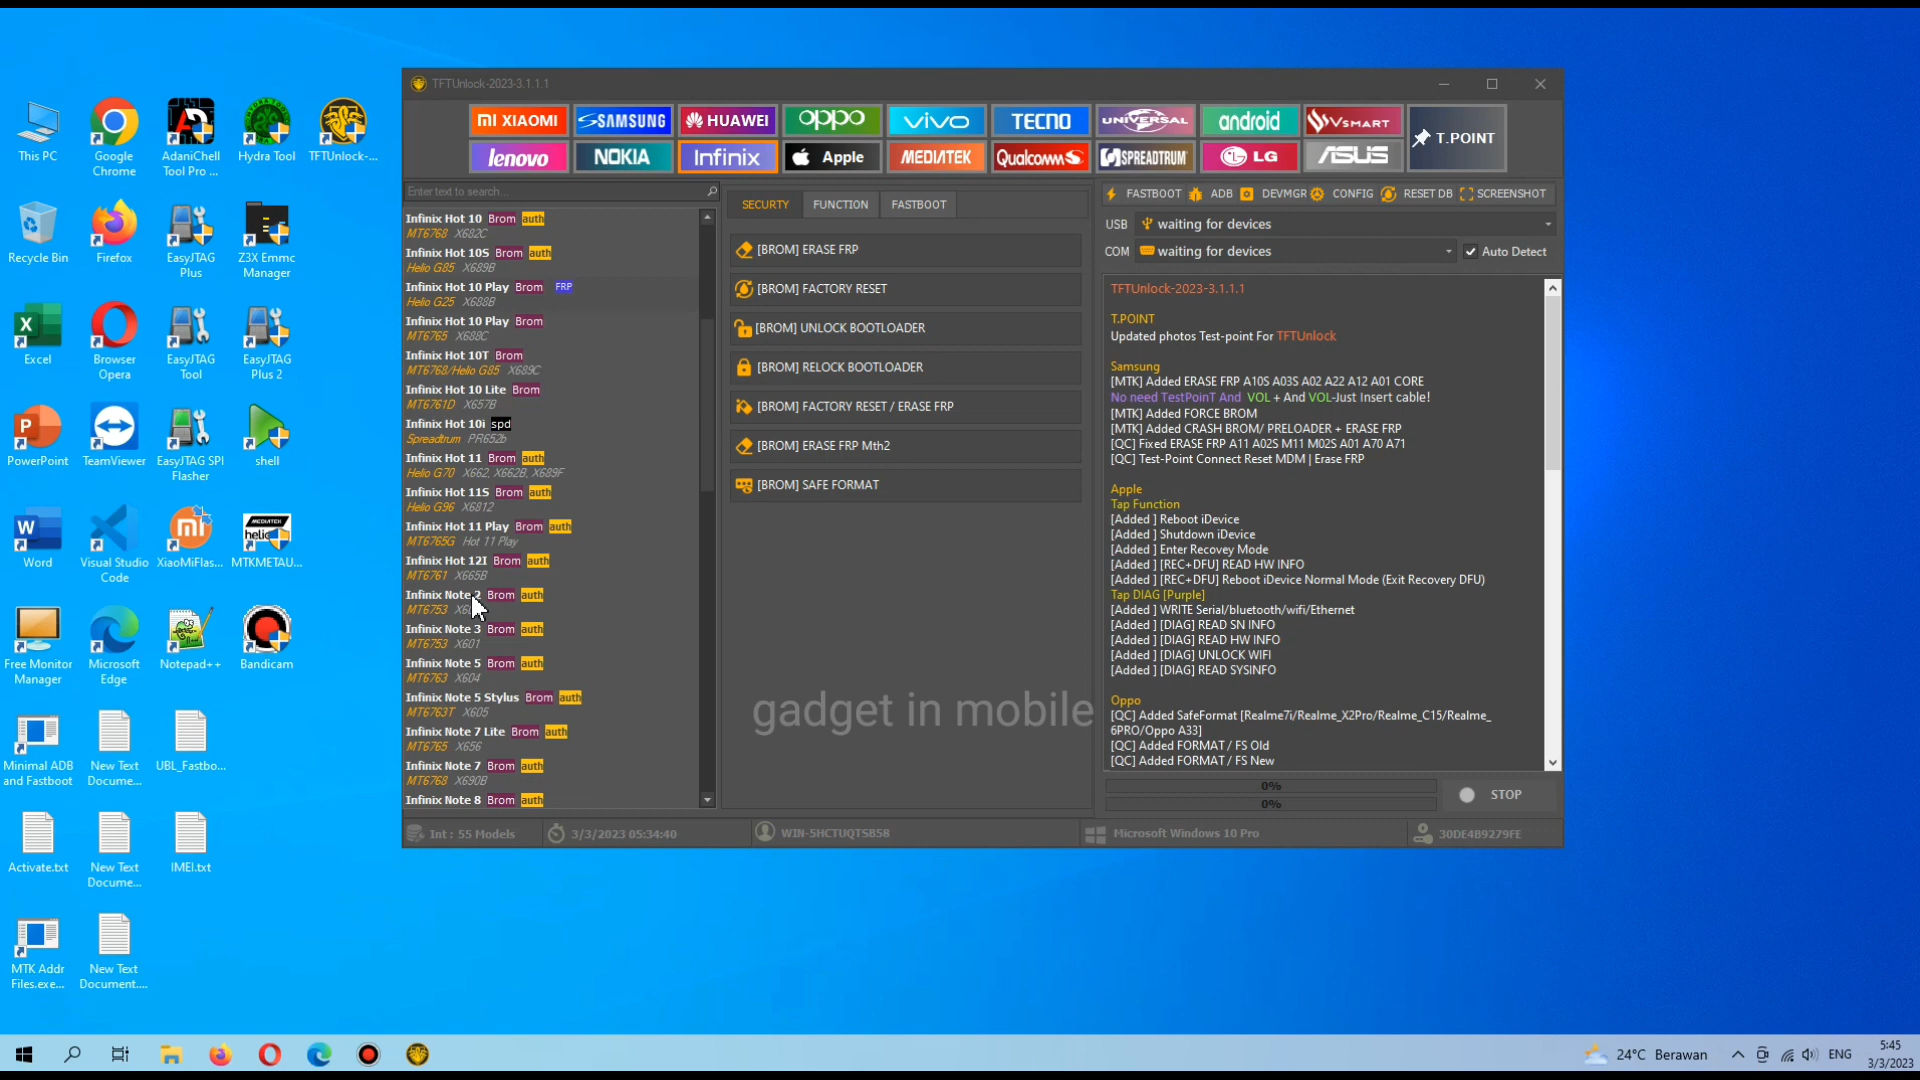 This PC
Google
Chrome
AdaniChell
Tool Pro ...
Hydra Tool
TFTUnlock-...
Recycle Bin
Firefox
EasyJTAG
Plus
Z3X Emmc
Manager
Excel
Browser
Opera
EasyJTAG
Tool
EasyJTAG
Plus 2
PowerPoint
TeamViewer
EasyJTAG SPI
Flasher
shell
Word
Visual Studio
Code
XiaoMiFlas...
MTKMETAU...
Free Monitor
Manager
Microsoft
Edge
Notepad++
Bandicam
Minimal ADB
and Fastboot
New Text
Docume...
UBL_Fastbo...
Activate.txt
New Text
Docume...
IMEI.txt
MTK Addr
Files.exe...
New Text
Document....
TFTUnlock-2023-3.1.1.1
MI XIAOMI SAMSUNG HUAWEI oppo vivo TECNO UNIVERSAL android VSMART T.POINT
lenovo NOKIA Infinix Apple MEDIATEK Qualcomm SPREADTRUM LG ASUS
Enter text to search...
Infinix Hot 10 Brom auth
MT6768 X682C
Infinix Hot 10S Brom auth
Helio G85 X689B
Infinix Hot 10 Play Brom FRP
Helio G25 X688B
Infinix Hot 10 Play Brom
MT6765 X688C
Infinix Hot 10T Brom
MT6768/Helio G85 X689C
Infinix Hot 10 Lite Brom
MT6761D X657B
Infinix Hot 10i spd
Spreadtrum PR652b
Infinix Hot 11 Brom auth
Helio G70 X662, X662B, X689F
Infinix Hot 11S Brom auth
Helio G96 X6812
Infinix Hot 11 Play Brom auth
MT6765G Hot 11 Play
Infinix Hot 12I Brom auth
MT6761 X665B
Infinix Note 2 Brom auth
MT6753
Infinix Note 3 Brom auth
MT6753 X601
Infinix Note 5 Brom auth
MT6763 X604
Infinix Note 5 Stylus Brom auth
MT6763T X605
Infinix Note 7 Lite Brom auth
MT6765 X656
Infinix Note 7 Brom auth
MT6768 X690B
Infinix Note 8 Brom auth
SECURTY FUNCTION FASTBOOT
[BROM] ERASE FRP
[BROM] FACTORY RESET
[BROM] UNLOCK BOOTLOADER
[BROM] RELOCK BOOTLOADER
[BROM] FACTORY RESET / ERASE FRP
[BROM] ERASE FRP Mth2
[BROM] SAFE FORMAT
gadget in mobile
FASTBOOT ADB DEVMGR CONFIG RESET DB SCREENSHOT
USB waiting for devices
COM waiting for devices Auto Detect
TFTUnlock-2023-3.1.1.1
T.POINT
Updated photos Test-point For TFTUnlock
Samsung
[MTK] Added ERASE FRP A10S A03S A02 A22 A12 A01 CORE
No need TestPoinT And VOL + And VOL-Just Insert cable!
[MTK] Added FORCE BROM
[MTK] Added CRASH BROM/ PRELOADER + ERASE FRP
[QC] Fixed ERASE FRP A11 A02S M11 M02S A01 A70 A71
[QC] Test-Point Connect Reset MDM | Erase FRP
Apple
Tap Function
[Added ] Reboot iDevice
[Added ] Shutdown iDevice
[Added ] Enter Recovey Mode
[Added ] [REC+DFU] READ HW INFO
[Added ] [REC+DFU] Reboot iDevice Normal Mode (Exit Recovery DFU)
Tap DIAG [Purple]
[Added ] WRITE Serial/bluetooth/wifi/Ethernet
[Added ] [DIAG] READ SN INFO
[Added ] [DIAG] READ HW INFO
[Added ] [DIAG] UNLOCK WIFI
[Added ] [DIAG] READ SYSINFO
Oppo
[QC] Added SafeFormat [Realme7i/Realme_X2Pro/Realme_C15/Realme_
6PRO/Oppo A33]
[QC] Added FORMAT / FS Old
[QC] Added FORMAT / FS New
0%
0%
STOP
Int : 55 Models 3/3/2023 05:34:40 WIN-5HCTUQTSB58 Microsoft Windows 10 Pro 30DE4B9279FE
24°C Berawan ENG 5:45
3/3/2023